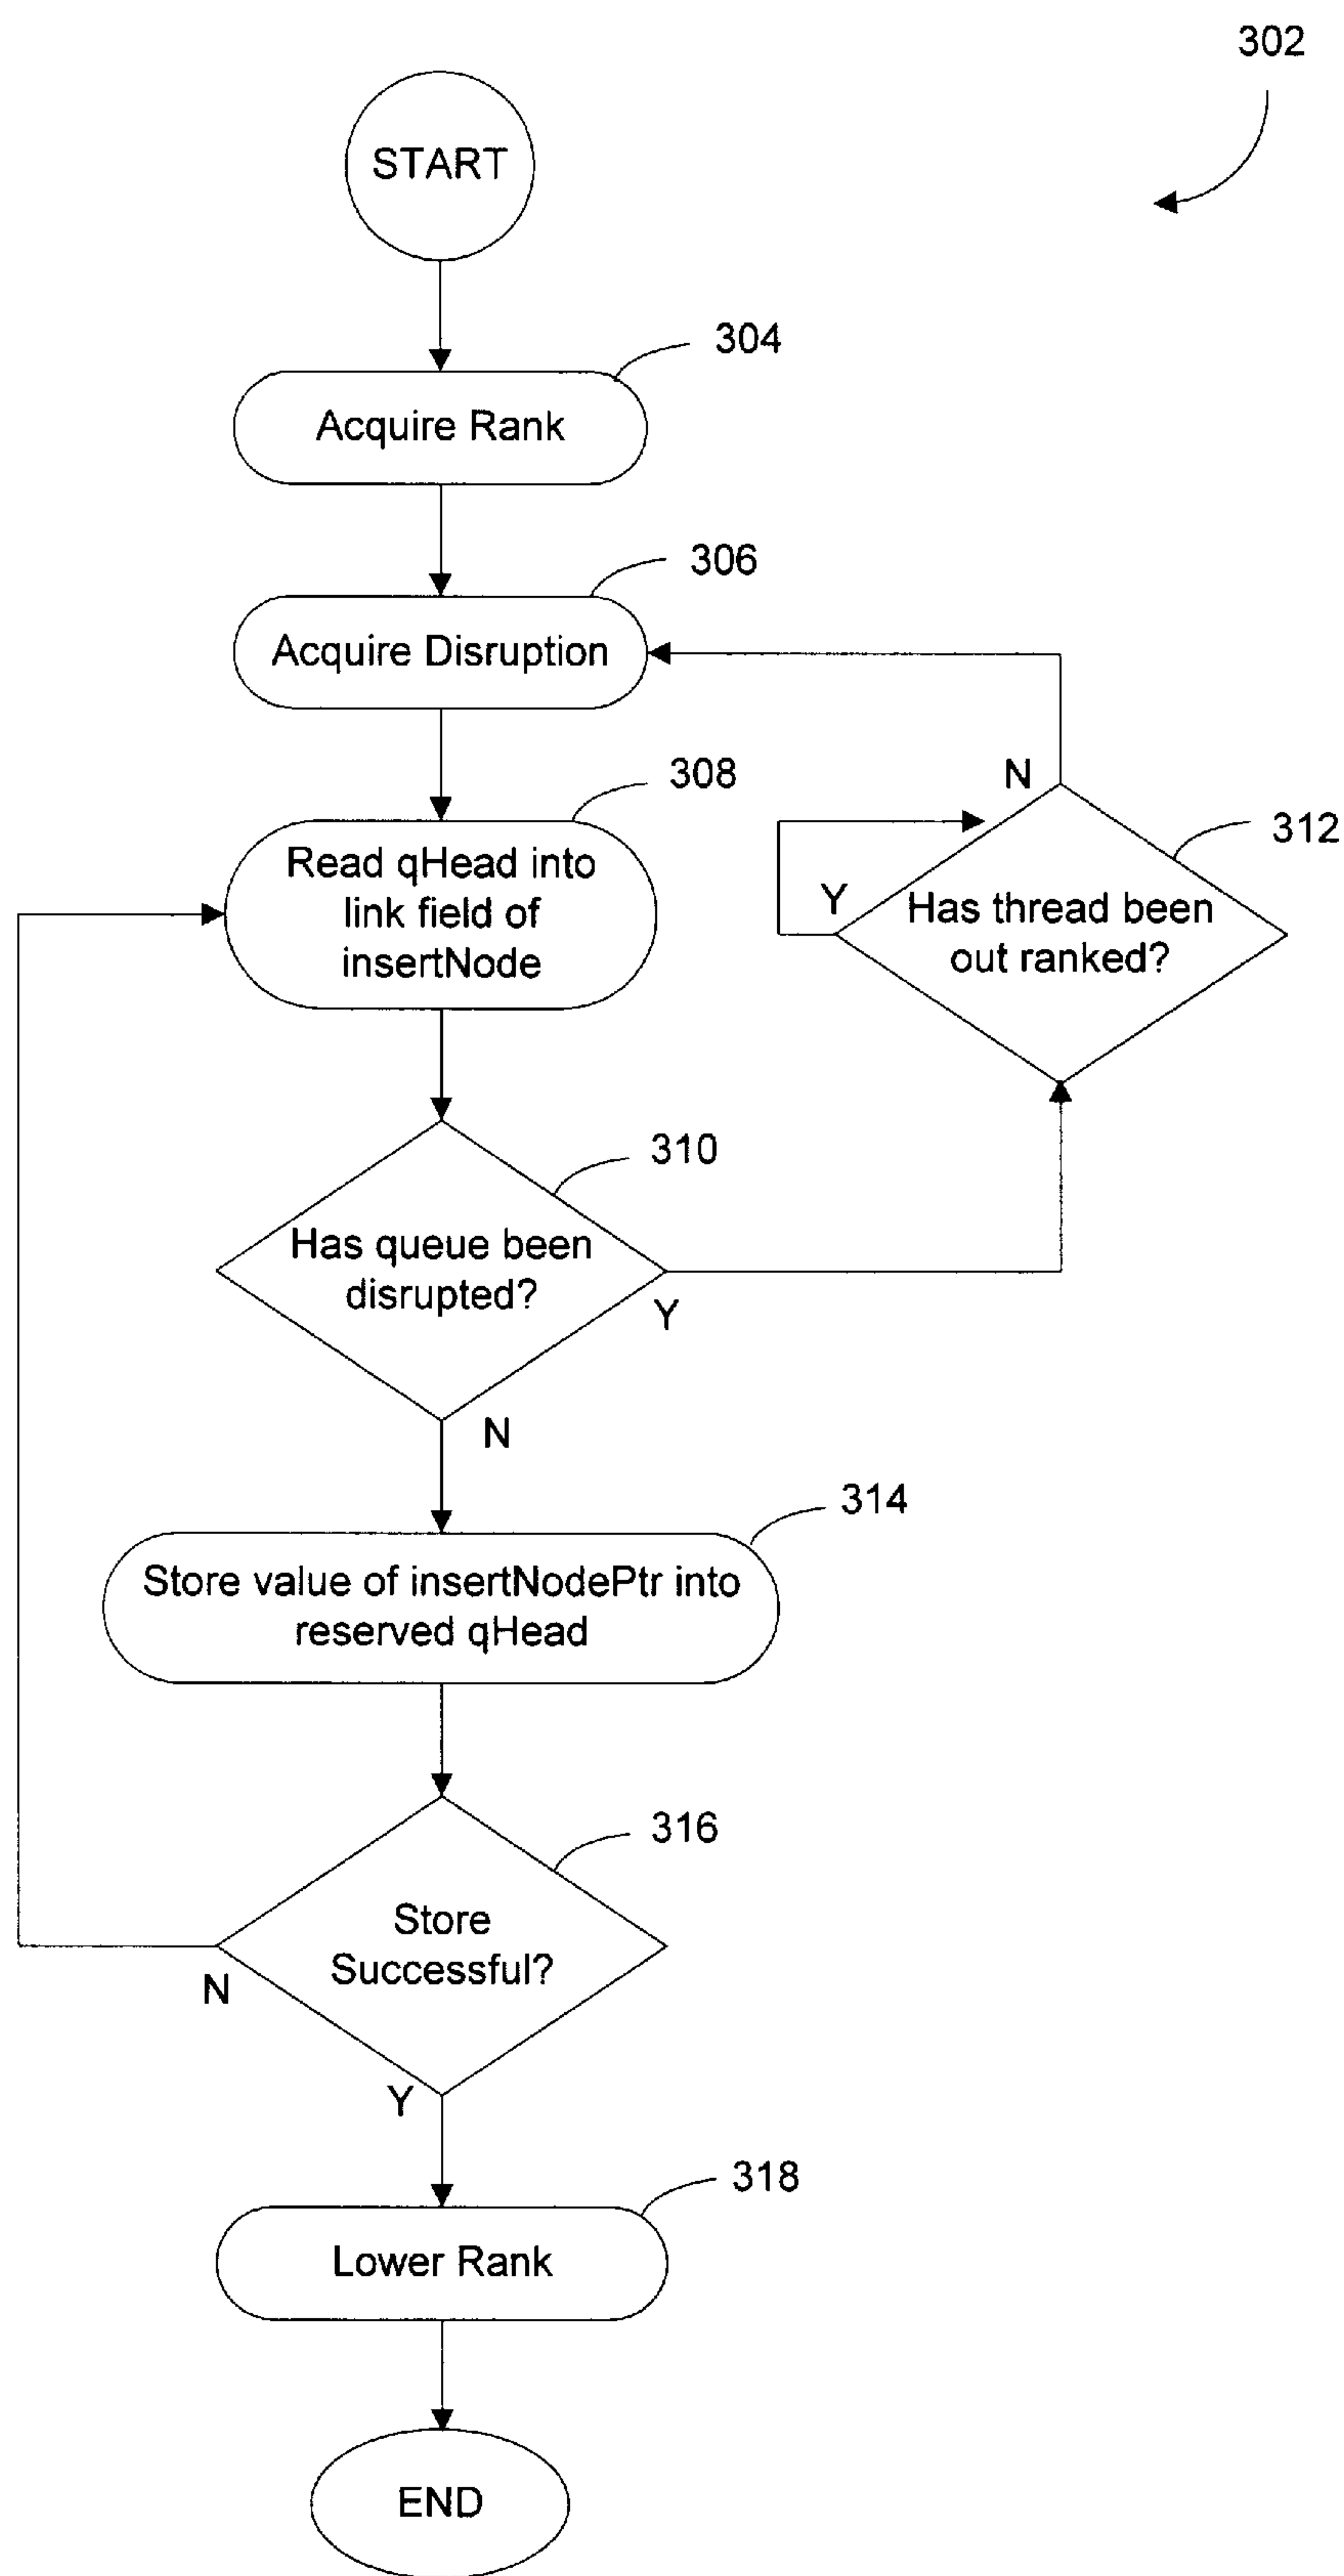 302
START
304
Acquire Rank
306
Acquire Disruption
308
Read qHead into
link field of
insertNode
N
312
Y
Has thread been
out ranked?
310
Has queue been
disrupted?
Y
N
314
Store value of insertNodePtr into
reserved qHead
316
Store
Successful?
N
Y
318
Lower Rank
END